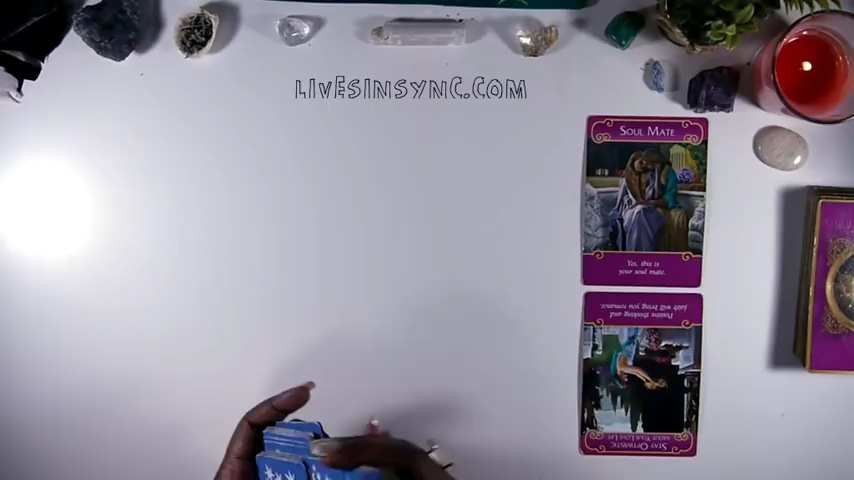 LIVESINSYNC.COM
SOUL MATE
Yes, this is
your soul mate.
Positive thinking and
faith will bring you romance.
STAY OPTIMISTIC
ABOUT YOUR LOVE LIFE